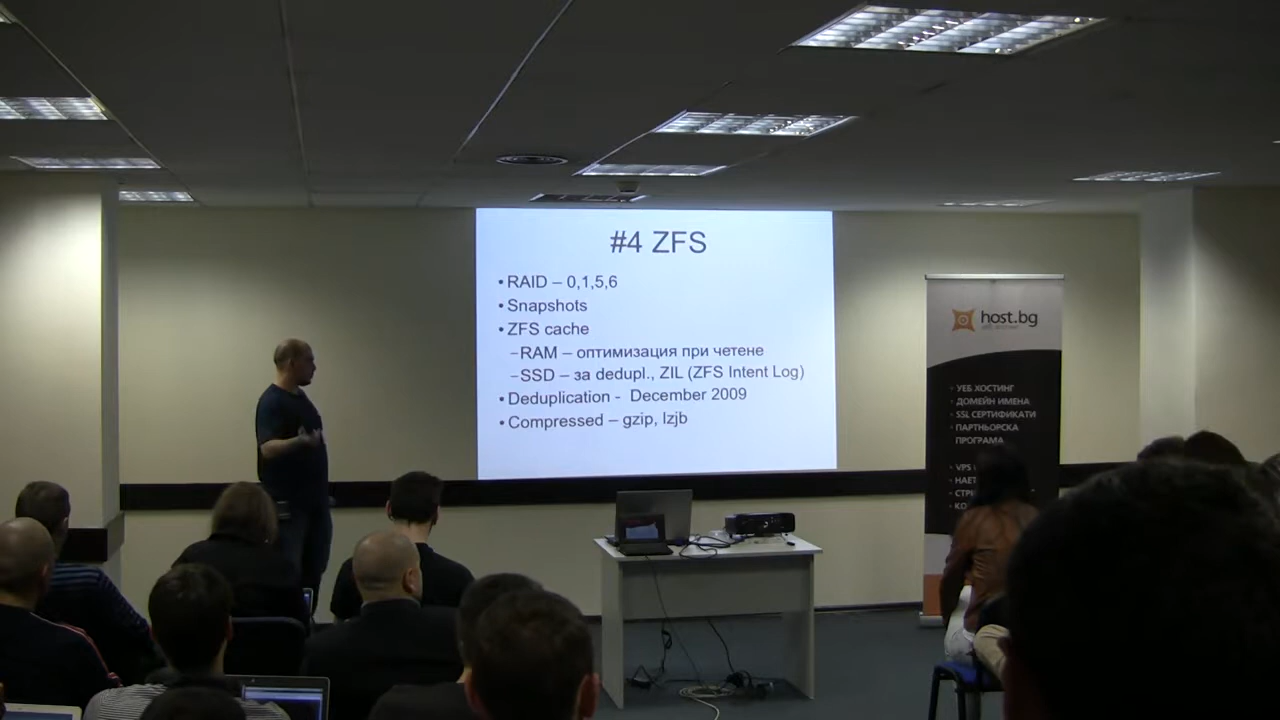 #4 ZFS
• RAID – 0,1,5,6
• Snapshots
• ZFS cache
–RAM – оптимизация при четене
–SSD – за dedupl., ZIL (ZFS Intent Log)
• Deduplication - December 2009
• Compressed – gzip, lzjb
host.bg
УЕБ ХОСТИНГ
ДОМЕЙН ИМЕНА
SSL СЕРТИФИКАТИ
ПАРТНЬОРСКА
ПРОГРАМА
VPS